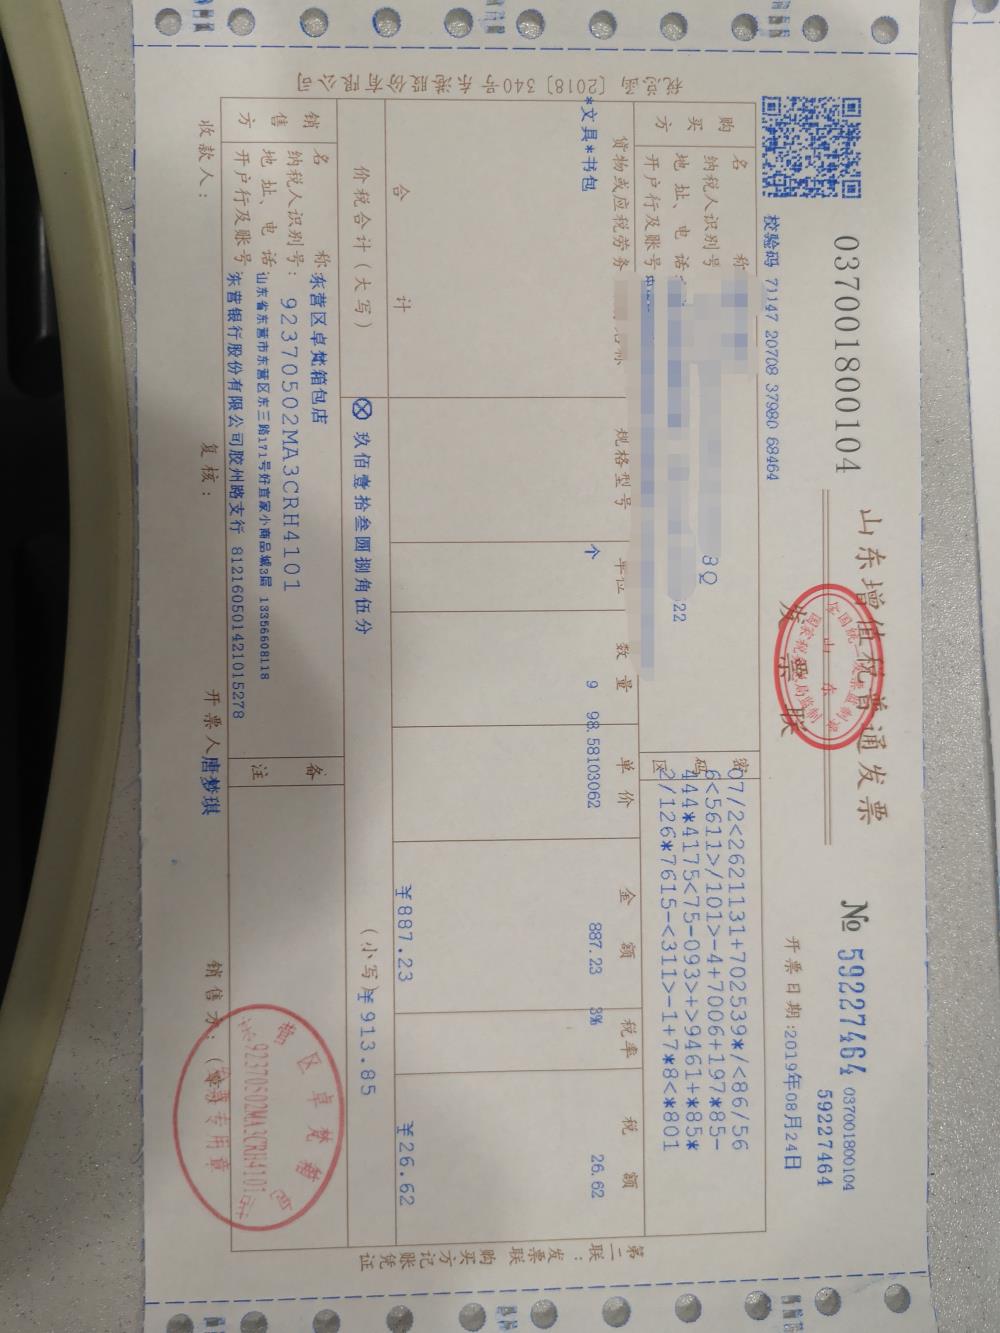 037001800104
山东增值税普通发票
发票联
№ 59227464
037001800104
59227464
校验码 71147 20708 37980 68464
开票日期:2019年08月24日
购买方
名称
纳税人识别号
3Q
地址、电话
22
开户行及账号
密码区
07/2<2621131+702539*/<86/56
6<5611>/101>-4+7006+197*85-
444*4175<75-093>+>9461+*85*
2/126*7615-<311>-1+7*8<*801
货物或应税劳务 规格型号 单位 数量 单价 金额 税率 税额
*文具*书包 个 9 98.58103062 887.23 3% 26.62
合计 ¥887.23 ¥26.62
价税合计(大写) ⊗ 玖佰壹拾叁圆捌角伍分 (小写)¥913.85
销售方
名称:东营区卓梵箱包店
纳税人识别号:92370502MA3CRH4101
地址、电话:山东省东营市东营区东三路171号好宜家小商品城3层 13356608118
开户行及账号:东营银行股份有限公司胶州路支行 812160501421015278
备注
收款人: 复核: 开票人:唐梦琪 销售方:(章)
税总函〔2018〕340号东港股份有限公司
第二联:发票联 购买方记账凭证
92370502MA3CRH4101
发票专用章